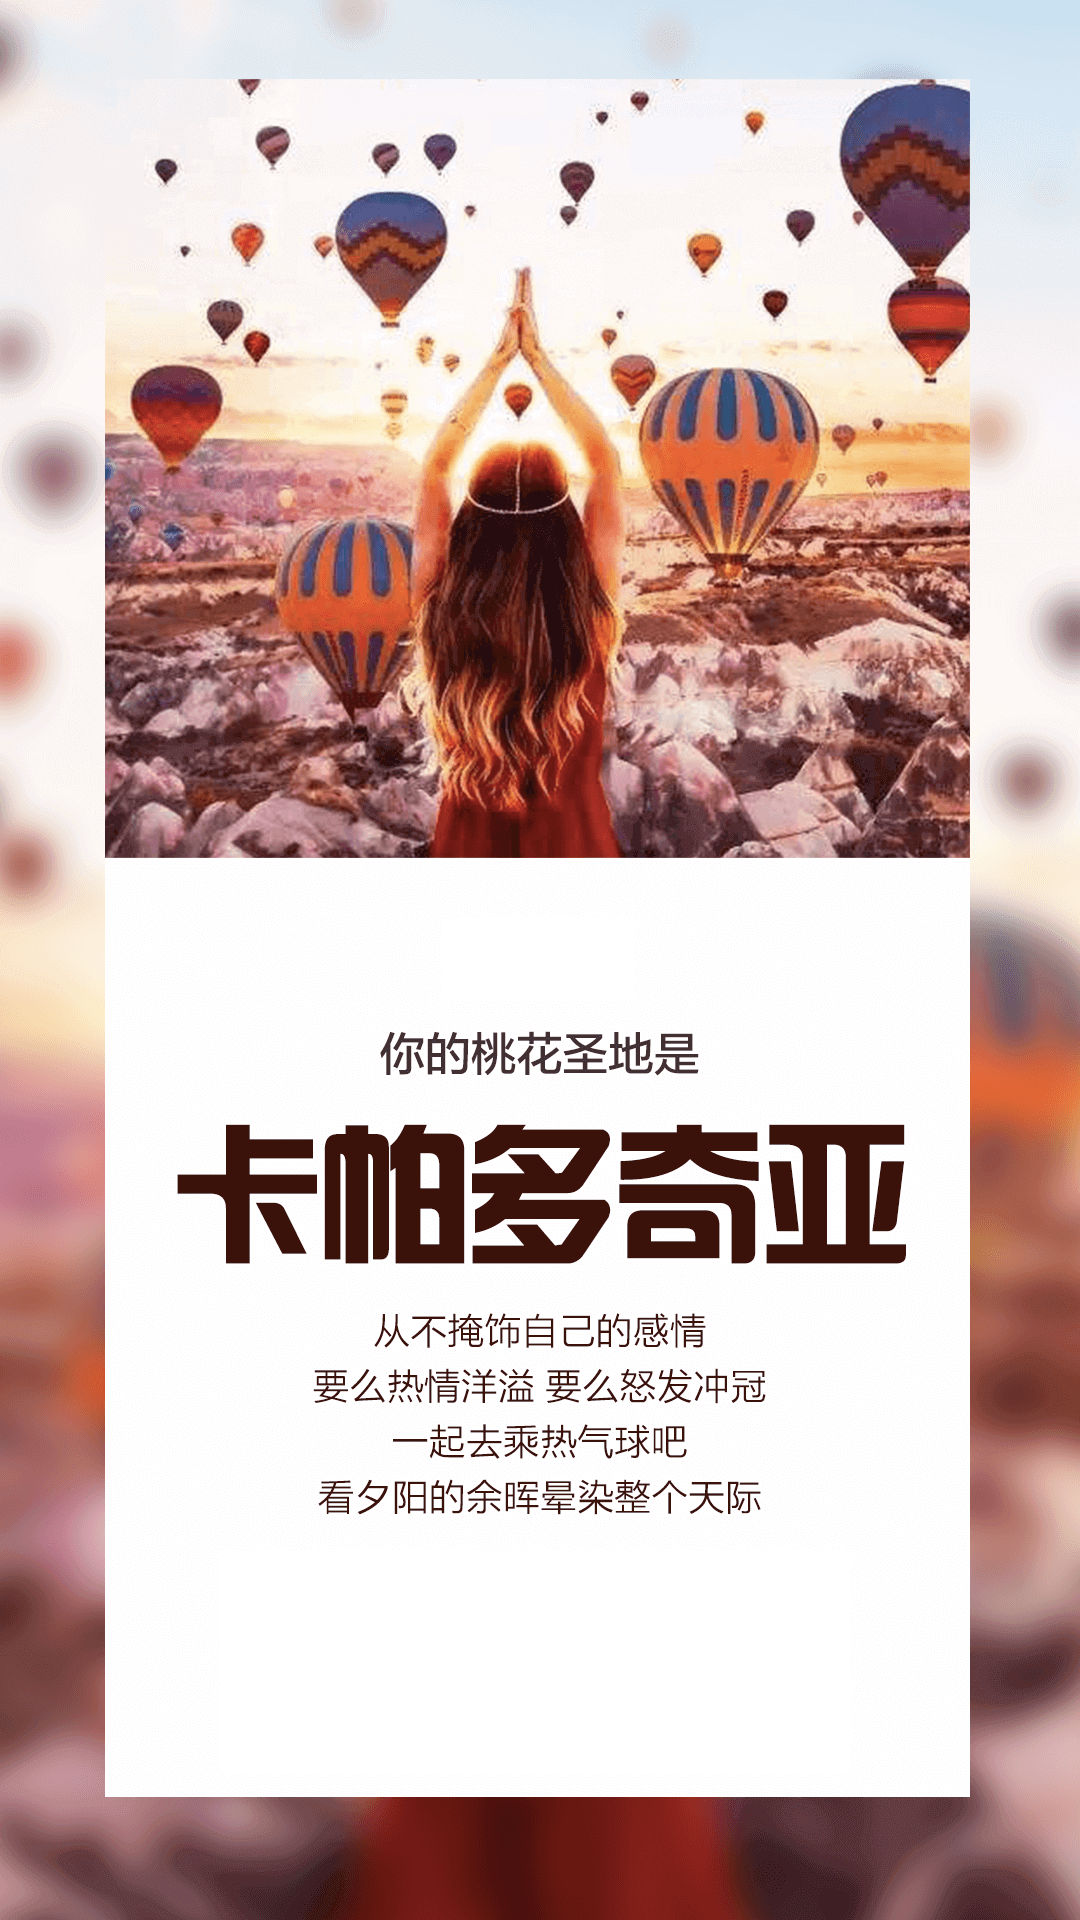 你的桃花圣地是
卡帕多奇亚
从不掩饰自己的感情
要么热情洋溢 要么怒发冲冠
一起去乘热气球吧
看夕阳的余晖晕染整个天际